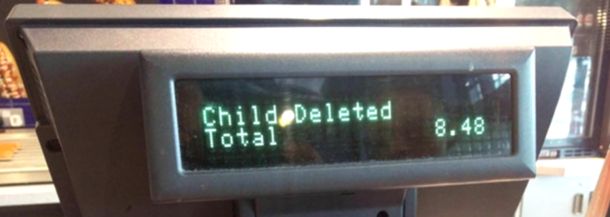 Child Deleted
Total 8.48